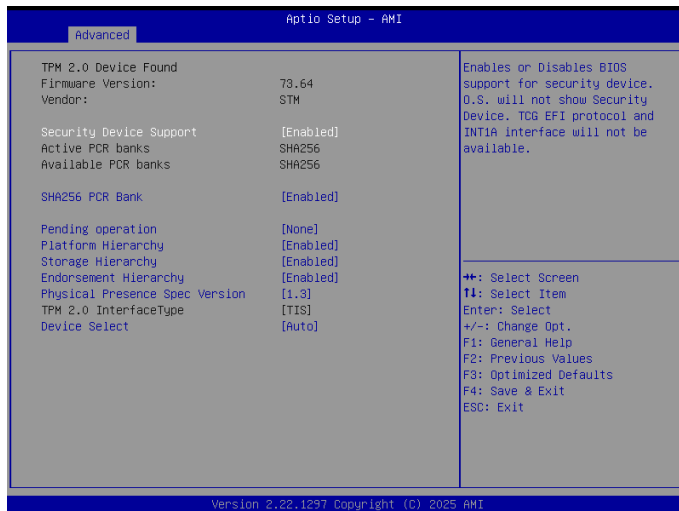 Aptio Setup - AMI
Advanced
TPM 2.0 Device Found
Firmware Version: 73.64
Vendor: STM
Security Device Support [Enabled]
Active PCR banks SHA256
Available PCR banks SHA256
SHA256 PCR Bank [Enabled]
Pending operation [None]
Platform Hierarchy [Enabled]
Storage Hierarchy [Enabled]
Endorsement Hierarchy [Enabled]
Physical Presence Spec Version [1.3]
TPM 2.0 InterfaceType [TIS]
Device Select [Auto]
Enables or Disables BIOS
support for security device.
O.S. will not show Security
Device. TCG EFI protocol and
INT1A interface will not be
available.
→←: Select Screen
↑↓: Select Item
Enter: Select
+/-: Change Opt.
F1: General Help
F2: Previous Values
F3: Optimized Defaults
F4: Save & Exit
ESC: Exit
Version 2.22.1297 Copyright (C) 2025 AMI